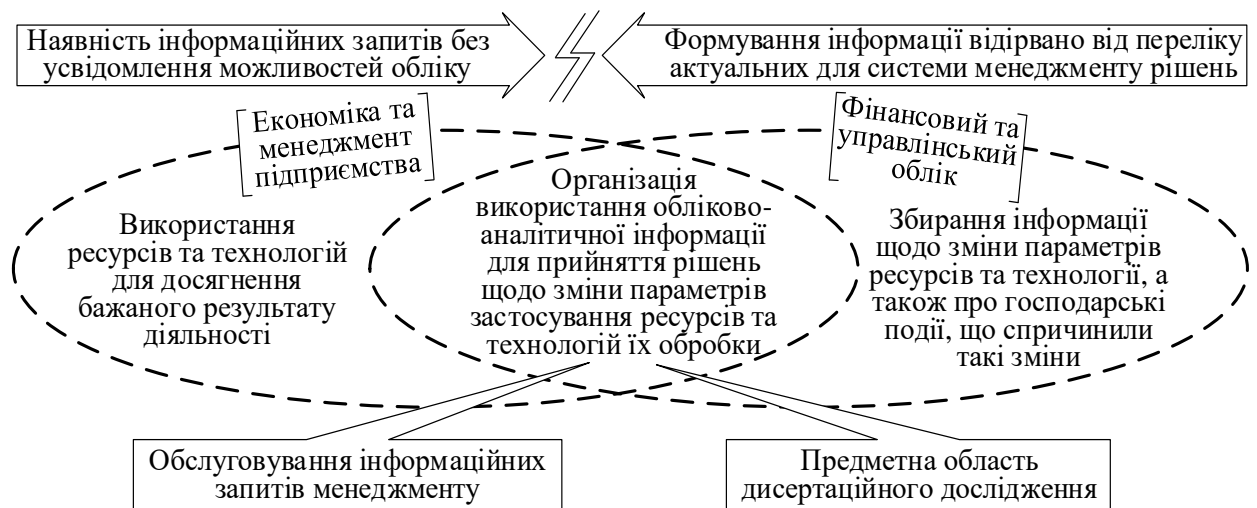 Наявність інформаційних запитів без
усвідомлення можливостей обліку
Формування інформації відірвано від переліку
актуальних для системи менеджменту рішень
Економіка та
менеджмент
підприємства
Фінансовий та
управлінський
облік
Використання
ресурсів та технологій
для досягнення
бажаного результату
діяльності
Організація
використання обліково-
аналітичної інформації
для прийняття рішень
щодо зміни параметрів
застосування ресурсів та
технологій їх обробки
Збирання інформації
щодо зміни параметрів
ресурсів та технології, а
також про господарські
події, що спричинили
такі зміни
Обслуговування інформаційних
запитів менеджменту
Предметна область
дисертаційного дослідження